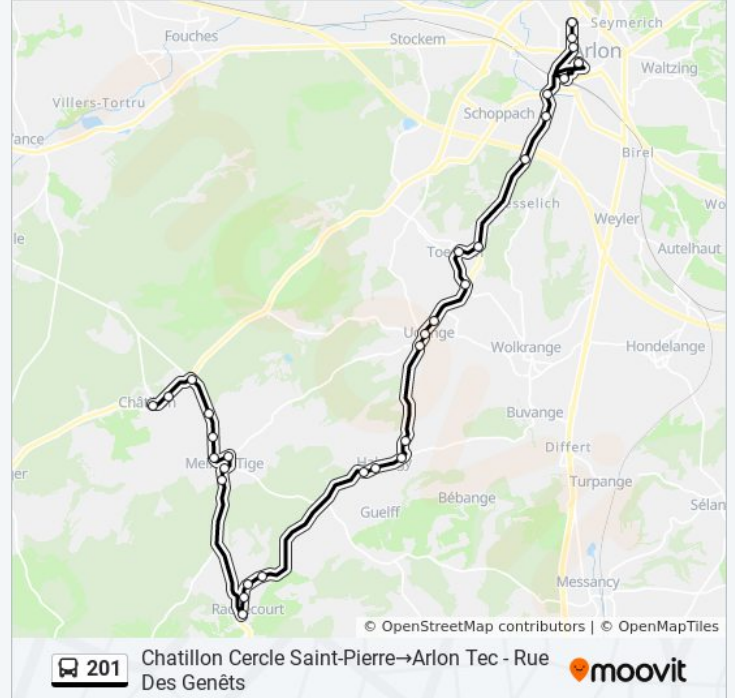 Seymerich
Fouches
Stockem
Arlon
Waltzing
Villers-Tortru
Schoppach
Birel
Weyler
Autelhaut
Wolkrange
Hondelange
Buvange
Differt
Turpange
Bébange
Guelff
Messancy
© OpenStreetMap contributors | © OpenMapTiles
201
Chatillon Cercle Saint-Pierre→Arlon Tec - Rue
Des Genêts
moovit